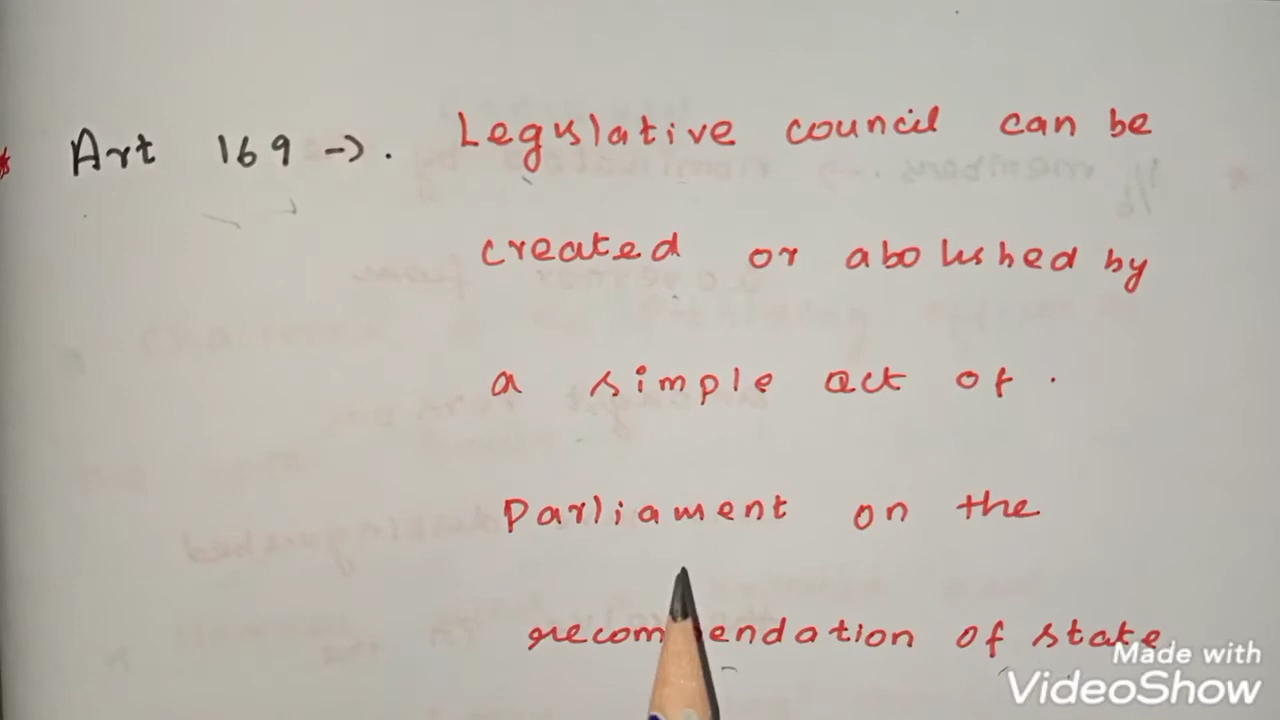 * Art 169 →. Legislative council can be
created or abolished by
a simple act of .
Parliament on the
recommendation of state
Made with
VideoShow